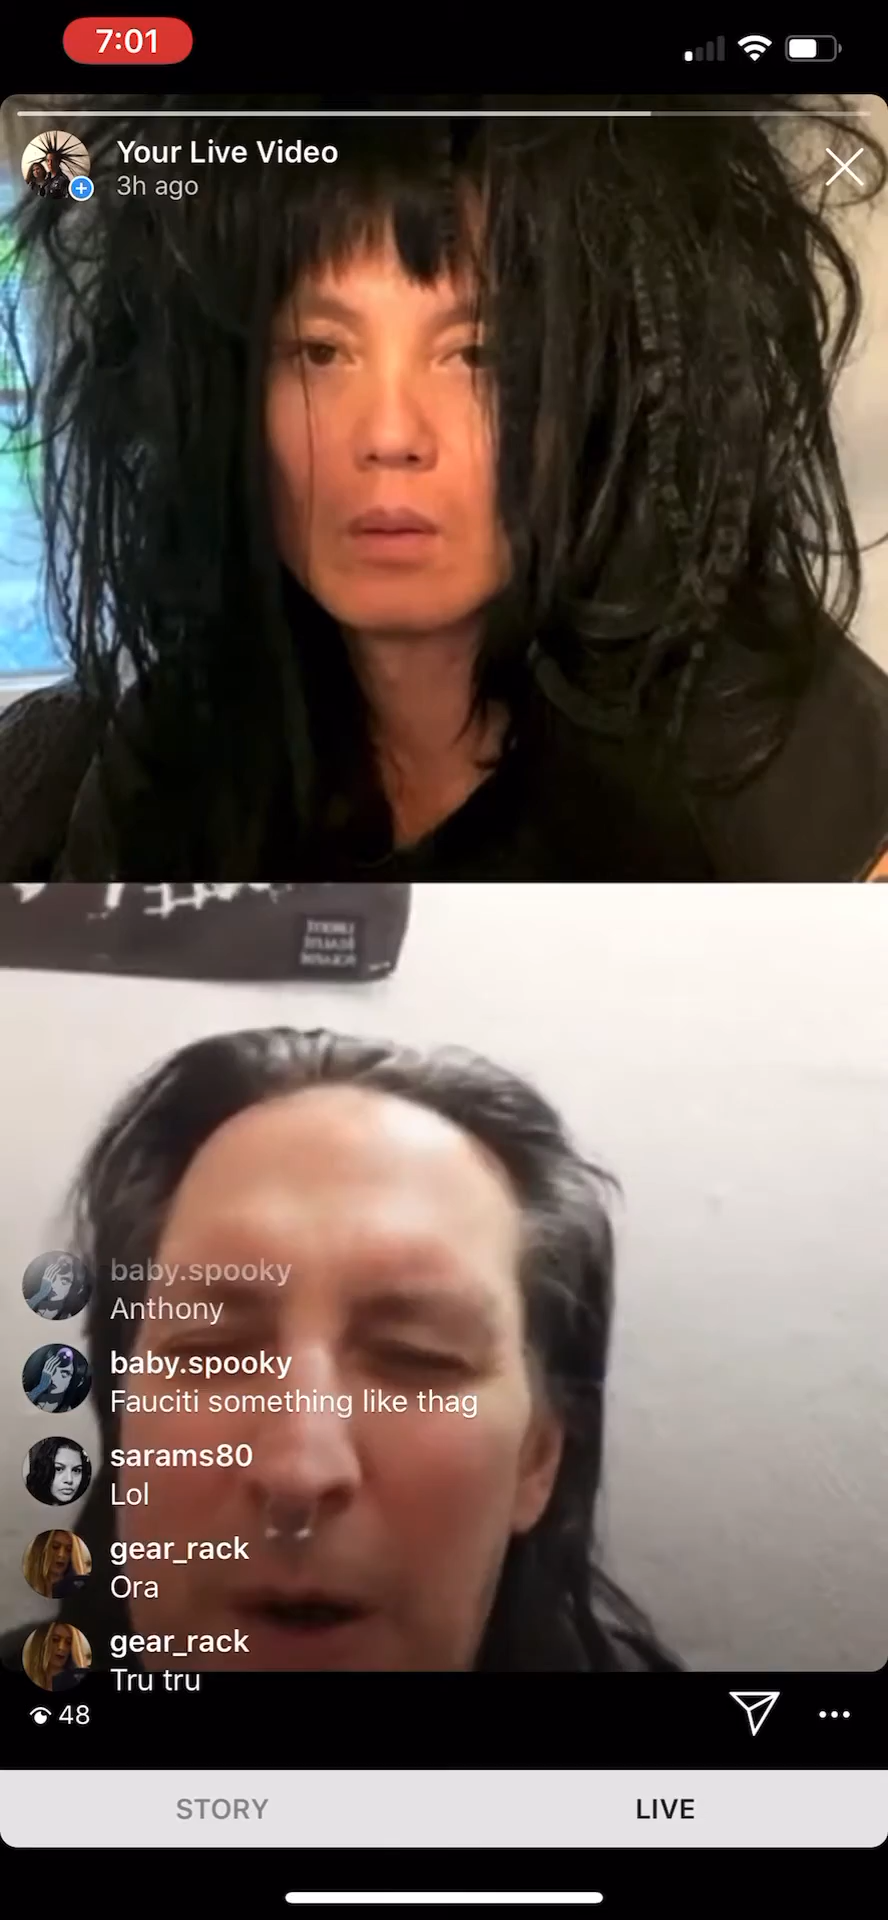 7:01
Your Live Video
3h ago
baby.spooky
Anthony
baby.spooky
Fauciti something like thag
sarams80
Lol
gear_rack
Ora
gear_rack
Tru tru
48
STORY
LIVE